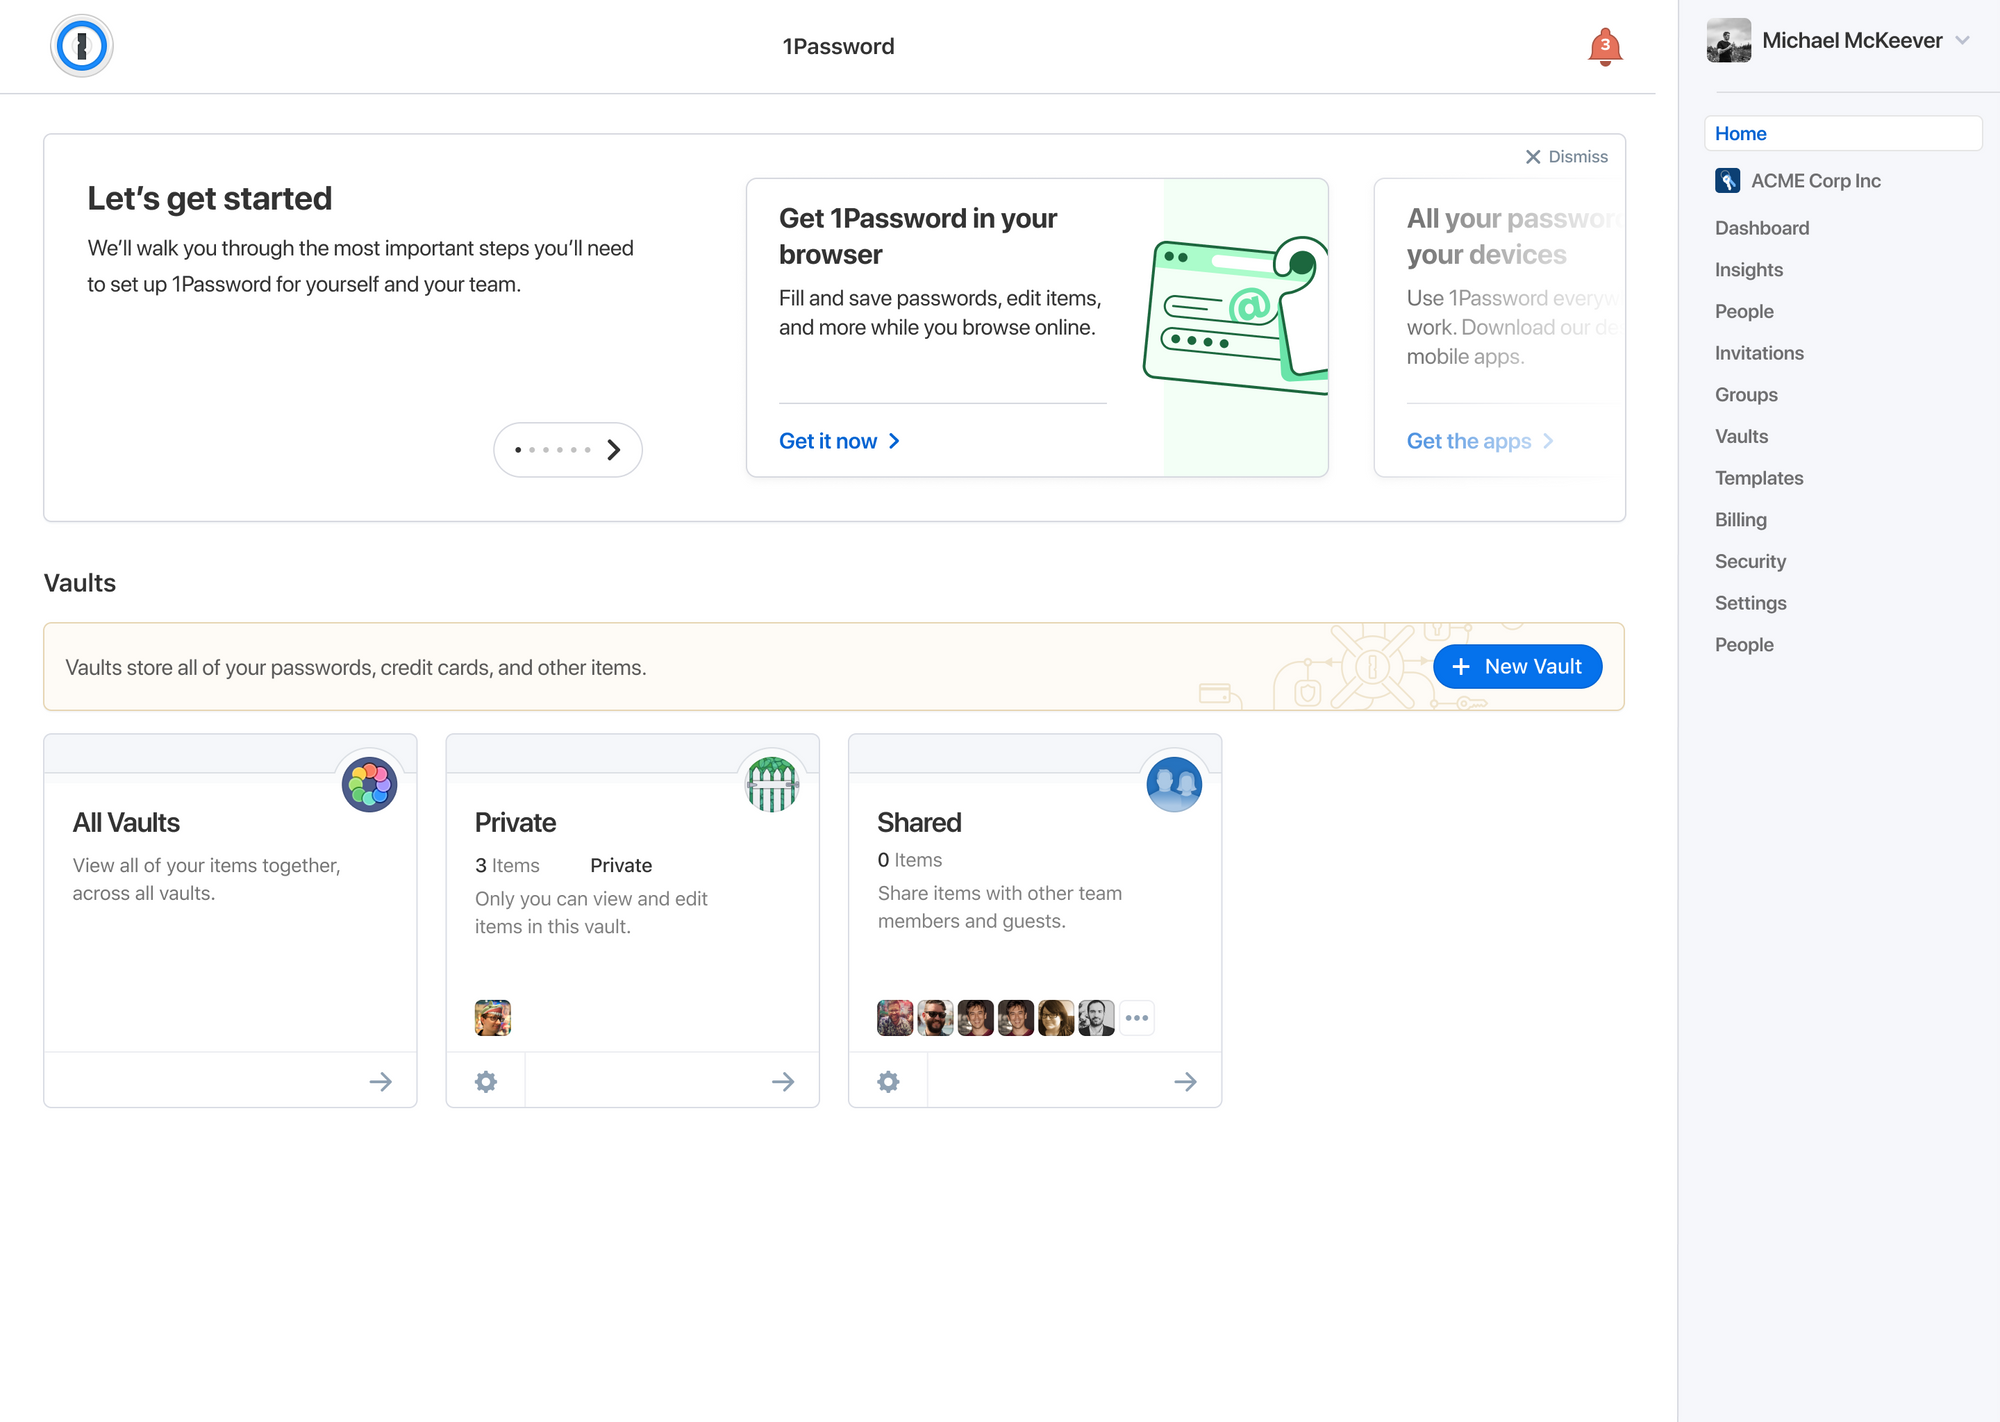 1Password
3
Michael McKeever
Home
ACME Corp Inc
Dashboard
Insights
People
Invitations
Groups
Vaults
Templates
Billing
Security
Settings
People
Dismiss
Let’s get started
We’ll walk you through the most important steps you’ll need
to set up 1Password for yourself and your team.
Get 1Password in your
browser
Fill and save passwords, edit items,
and more while you browse online.
@
Get it now
All your
your devices
Use 1Password
work. Download our
mobile apps.
Get the apps
Vaults
Vaults store all of your passwords, credit cards, and other items.
New Vault
All Vaults
View all of your items together,
across all vaults.
Private
3 Items Private
Only you can view and edit
items in this vault.
Shared
0 Items
Share items with other team
members and guests.